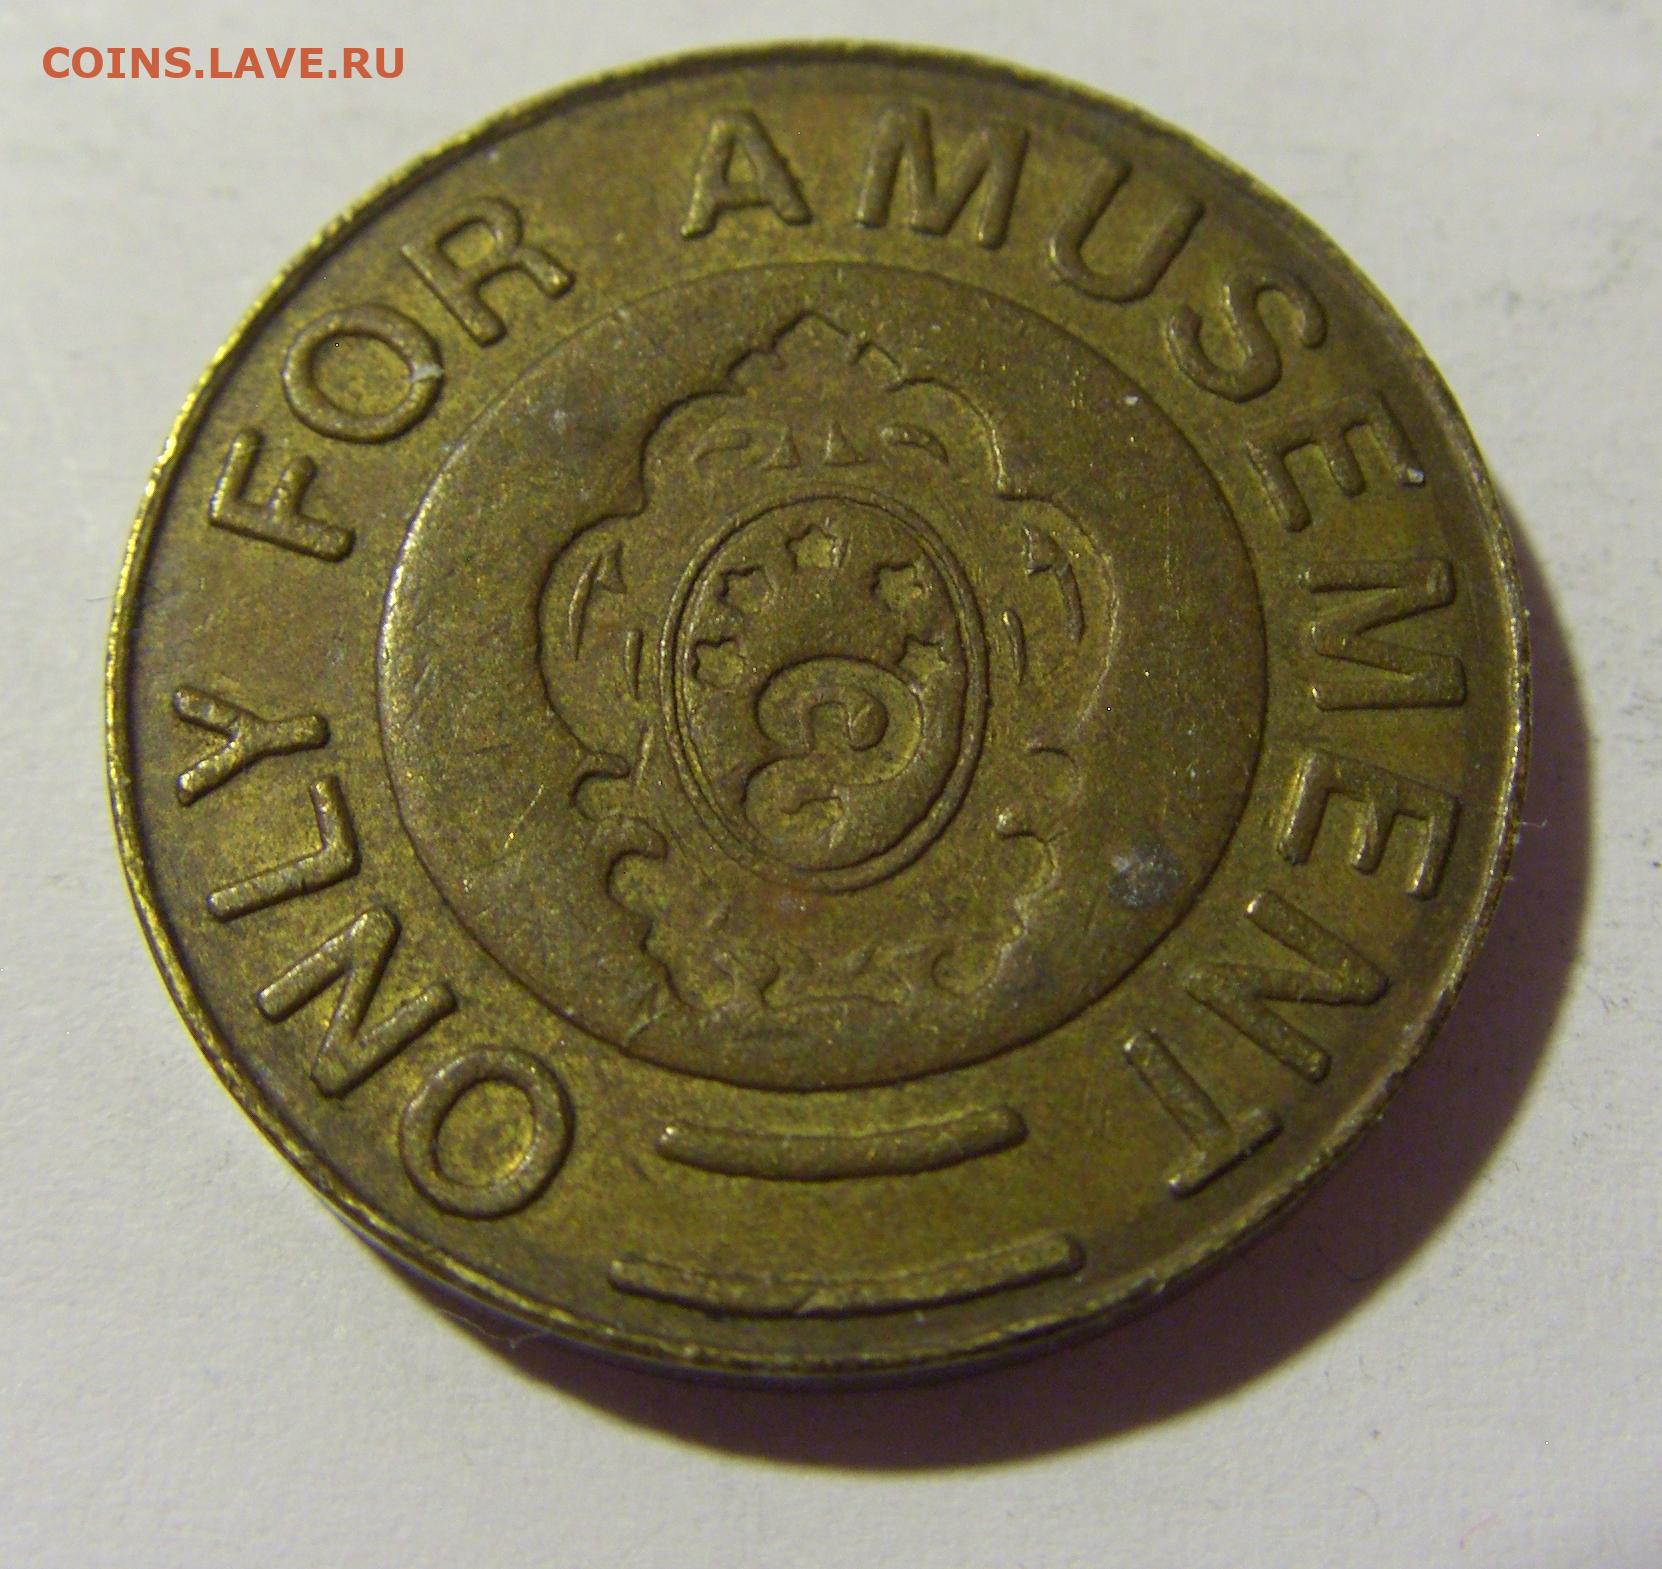 COINS.LAVE.RU
ONLY FOR AMUSEMENT